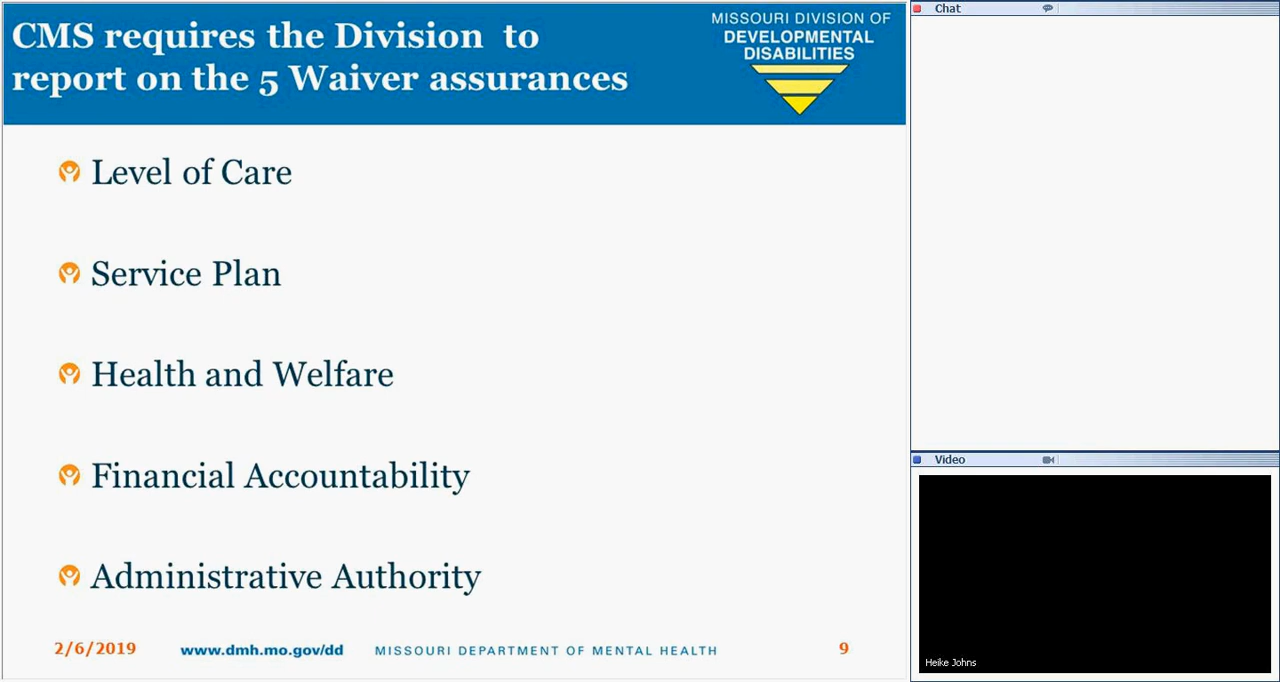 CMS requires the Division to
report on the 5 Waiver assurances
MISSOURI DIVISION OF
DEVELOPMENTAL
DISABILITIES
Level of Care
Service Plan
Health and Welfare
Financial Accountability
Administrative Authority
2/6/2019 www.dmh.mo.gov/dd MISSOURI DEPARTMENT OF MENTAL HEALTH 9
Chat
Video
Heike Johns